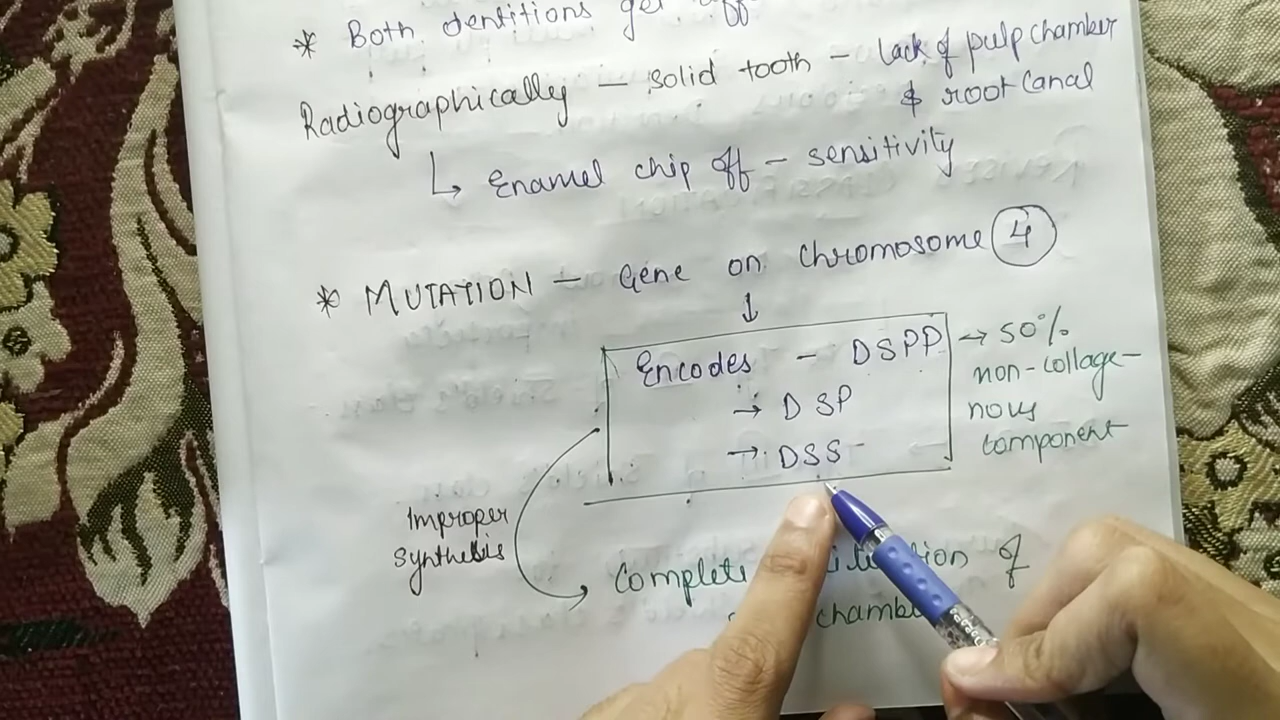 * Both dentitions get
Radiographically — solid tooth — lack of pulp chamber
& root canal
↳ Enamel chip off — sensitivity
* MUTATION — Gene on chromosome 4
↓
Encodes — DSPP → 50%
non-collage-
→ DSP nous
→ DSS component
Improper
synthesis
Complete of
chamber